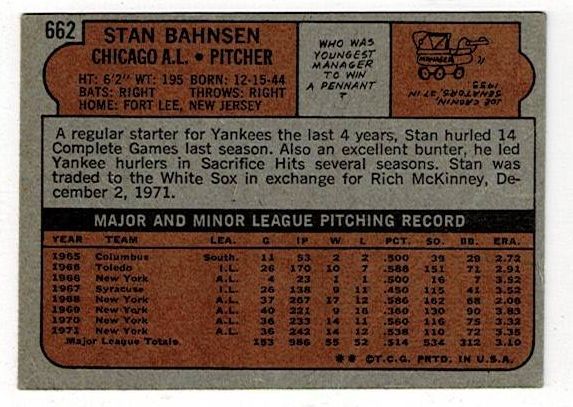 662
STAN BAHNSEN
CHICAGO A.L. • PITCHER
HT: 6'2" WT: 195 BORN: 12-15-44
BATS: RIGHT THROWS: RIGHT
HOME: FORT LEE, NEW JERSEY
WHO WAS
YOUNGEST
MANAGER
TO WIN
A PENNANT
?
MANAGER
JOE CRONIN,
SENATORS, 27 IN
1933
A regular starter for Yankees the last 4 years, Stan hurled 14
Complete Games last season. Also an excellent bunter, he led
Yankee hurlers in Sacrifice Hits several seasons. Stan was
traded to the White Sox in exchange for Rich McKinney, De-
cember 2, 1971.
MAJOR AND MINOR LEAGUE PITCHING RECORD
YEAR TEAM LEA. G IP W L PCT. SO. BB. ERA.
1965 Columbus South. 11 53 2 2 .500 39 29 2.72
1966 Toledo I.L. 26 170 10 7 .588 151 71 2.91
1966 New York A.L. 4 23 1 1 .500 16 7 3.52
1967 Syracuse I.L. 26 138 9 11 .450 115 41 3.52
1968 New York A.L. 37 267 17 12 .586 162 68 2.06
1969 New York A.L. 40 221 9 16 .360 130 90 3.83
1970 New York A.L. 36 233 14 11 .560 116 75 3.32
1971 New York A.L. 36 242 14 12 .538 110 72 3.35
Major League Totals. 153 986 55 52 .514 534 312 3.10
** ©T.C.G. PRTD. IN U.S.A.